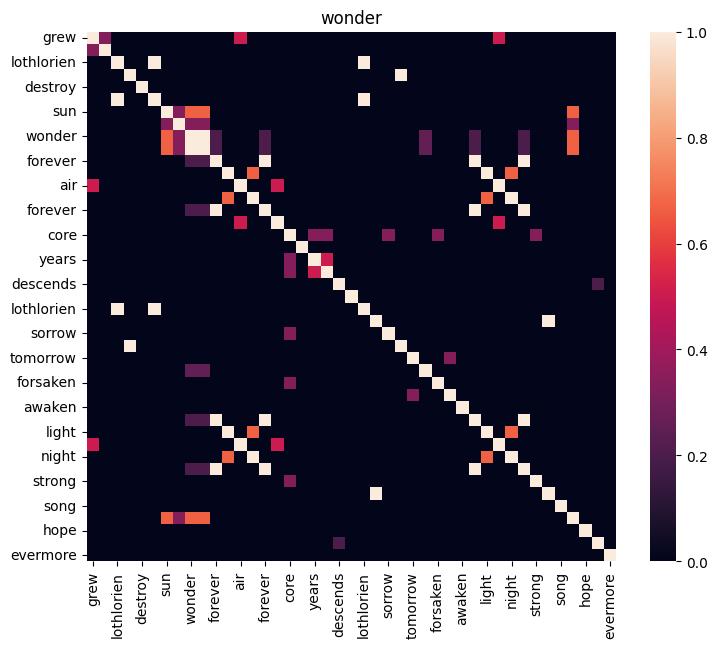 wonder
grew
lothlorien
destroy
sun
wonder
forever
air
forever
core
years
descends
lothlorien
sorrow
tomorrow
forsaken
awaken
light
night
strong
song
hope
evermore
1.0
0.8
0.6
0.4
0.2
0.0
grew
lothlorien
destroy
sun
wonder
forever
air
forever
core
years
descends
lothlorien
sorrow
tomorrow
forsaken
awaken
light
night
strong
song
hope
evermore